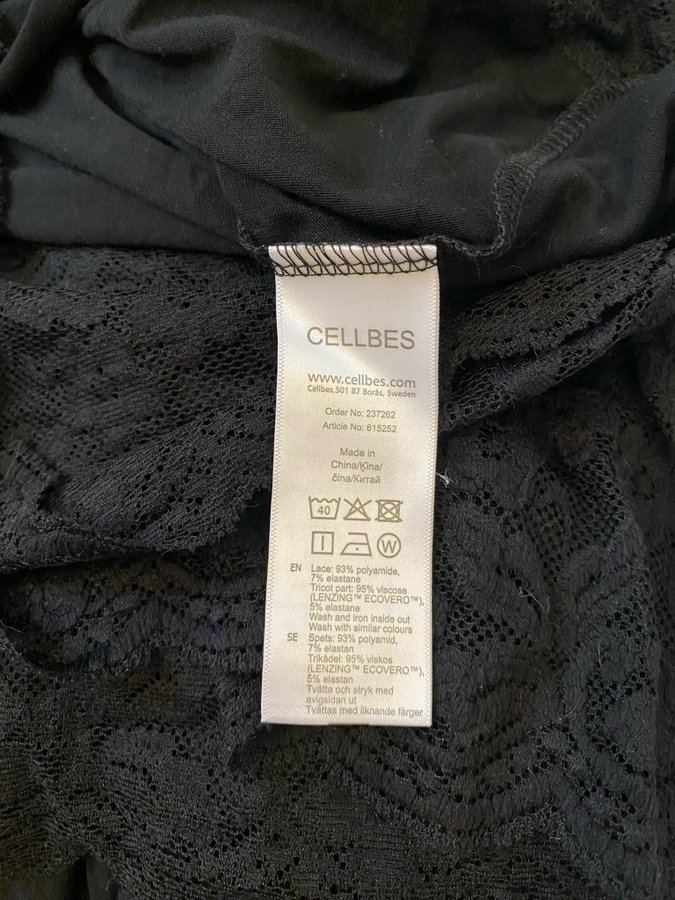 CELLBES
www.cellbes.com
Cellbes,501 87 Borås, Sweden
Order No: 237262
Article No: 615252
Made in
China/Ķīna/
čína/Китай
40
W
EN Lace: 93% polyamide,
7% elastane
Tricot part: 95% viscose
(LENZING™ ECOVERO™),
5% elastane
Wash and iron inside out
Wash with similar colours
SE Spets: 93% polyamid,
7% elastan
Trikådel: 95% viskos
(LENZING™ ECOVERO™),
5% elastan
Tvätta och stryk med
avigsidan ut
Tvättas med liknande färger